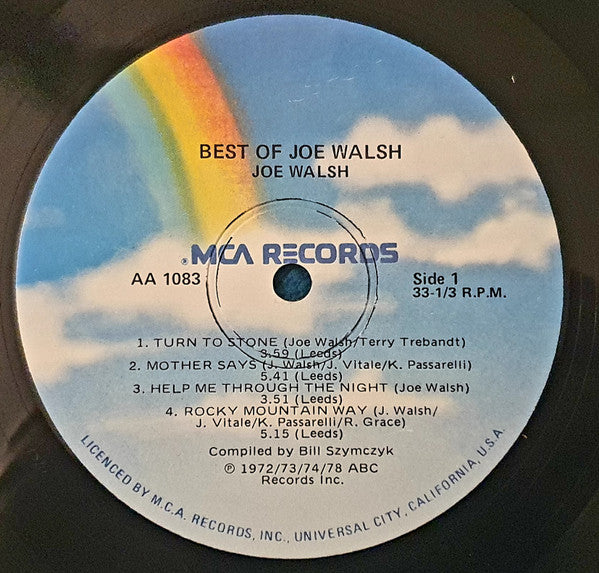 BEST OF JOE WALSH
JOE WALSH
® MCA RECORDS
AA 1083
Side 1
33-1/3 R.P.M.
1. TURN TO STONE (Joe Walsh/Terry Trebandt)
3.59 (Leeds)
2. MOTHER SAYS (J. Walsh/J. Vitale/K. Passarelli)
5.41 (Leeds)
3. HELP ME THROUGH THE NIGHT (Joe Walsh)
3.51 (Leeds)
4. ROCKY MOUNTAIN WAY (J. Walsh/
J. Vitale/K. Passarelli/R. Grace)
5.15 (Leeds)
Compiled by Bill Szymczyk
℗ 1972/73/74/78 ABC
Records Inc.
LICENCED BY M.C.A. RECORDS, INC., UNIVERSAL CITY, CALIFORNIA, U.S.A.